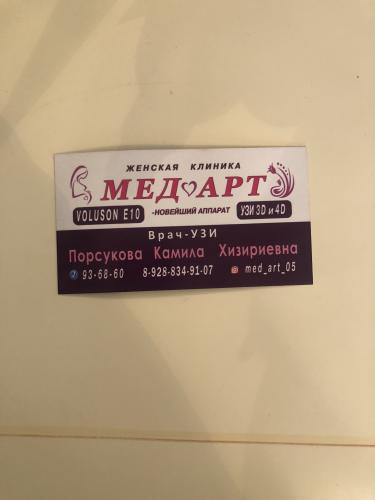 ЖЕНСКАЯ КЛИНИКА
МЕД АРТ
VOLUSON E10 -НОВЕЙШИЙ АППАРАТ УЗИ 3D и 4D
Врач-УЗИ
Порсукова Камила Хизириевна
93-68-60 8-928-834-91-07 med_art_05